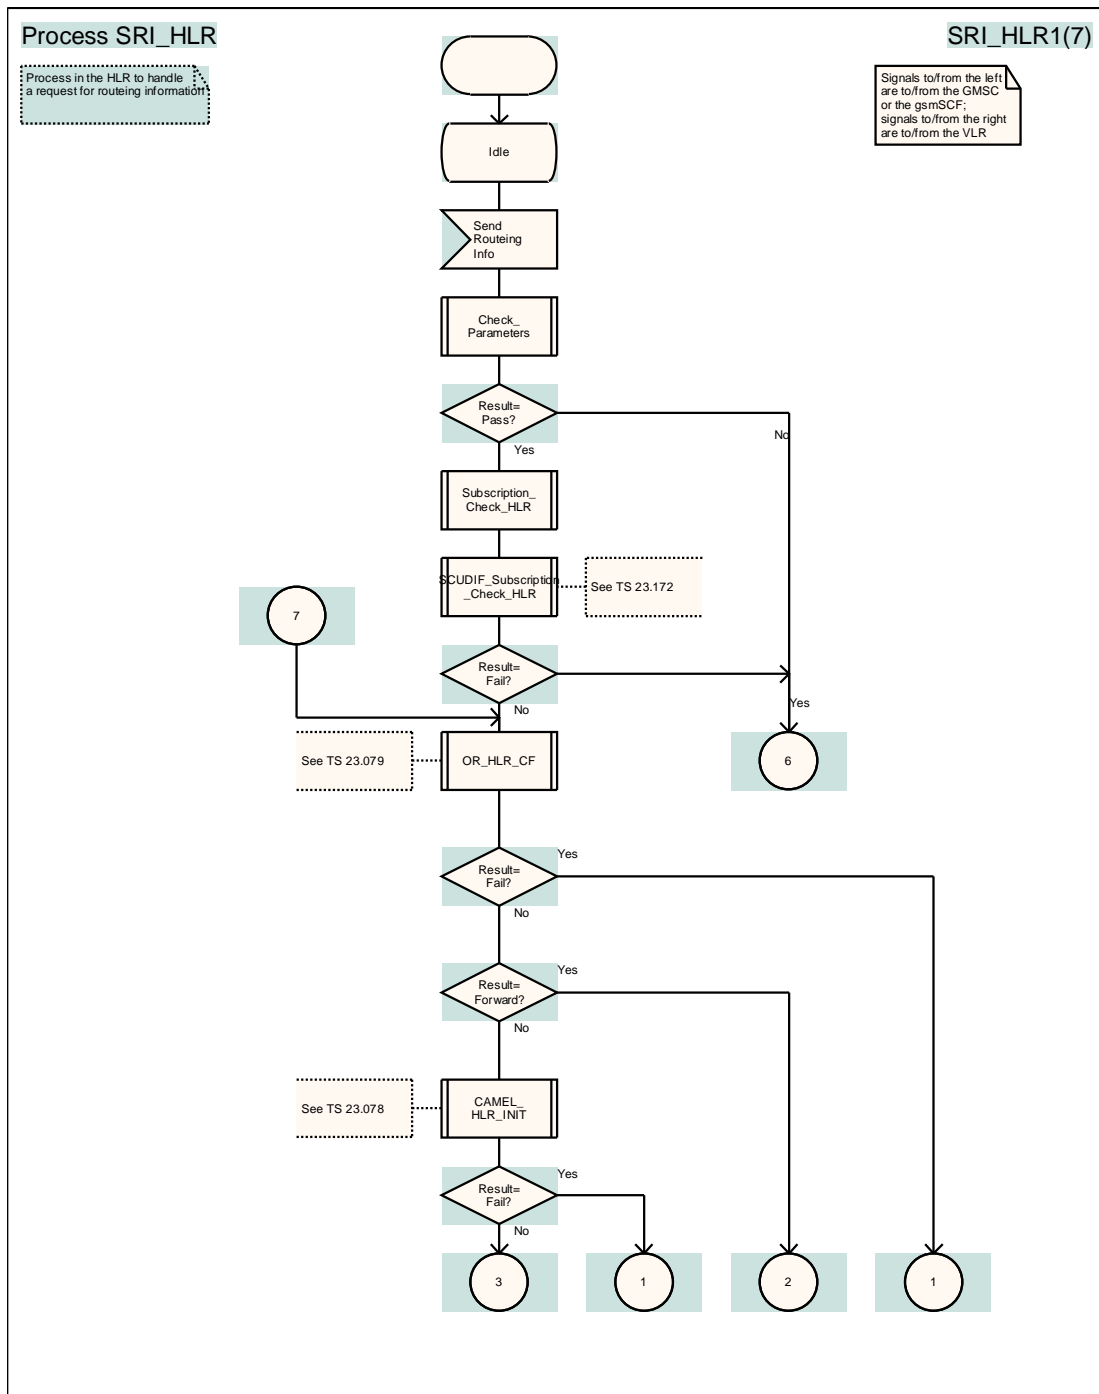 Process SRI_HLR
SRI_HLR1(7)
Process in the HLR to handle
a request for routeing information
Signals to/from the left
are to/from the GMSC
or the gsmSCF;
signals to/from the right
are to/from the VLR
Idle
Send
Routeing
Info
Check_
Parameters
Result=
Pass?
No
Yes
Subscription_
Check_HLR
SCUDIF_Subscription
_Check_HLR
See TS 23.172
7
Result=
Fail?
Yes
No
See TS 23.079
OR_HLR_CF
6
Result=
Fail?
Yes
No
Result=
Forward?
Yes
No
See TS 23.078
CAMEL_
HLR_INIT
Result=
Fail?
Yes
No
3
1
2
1